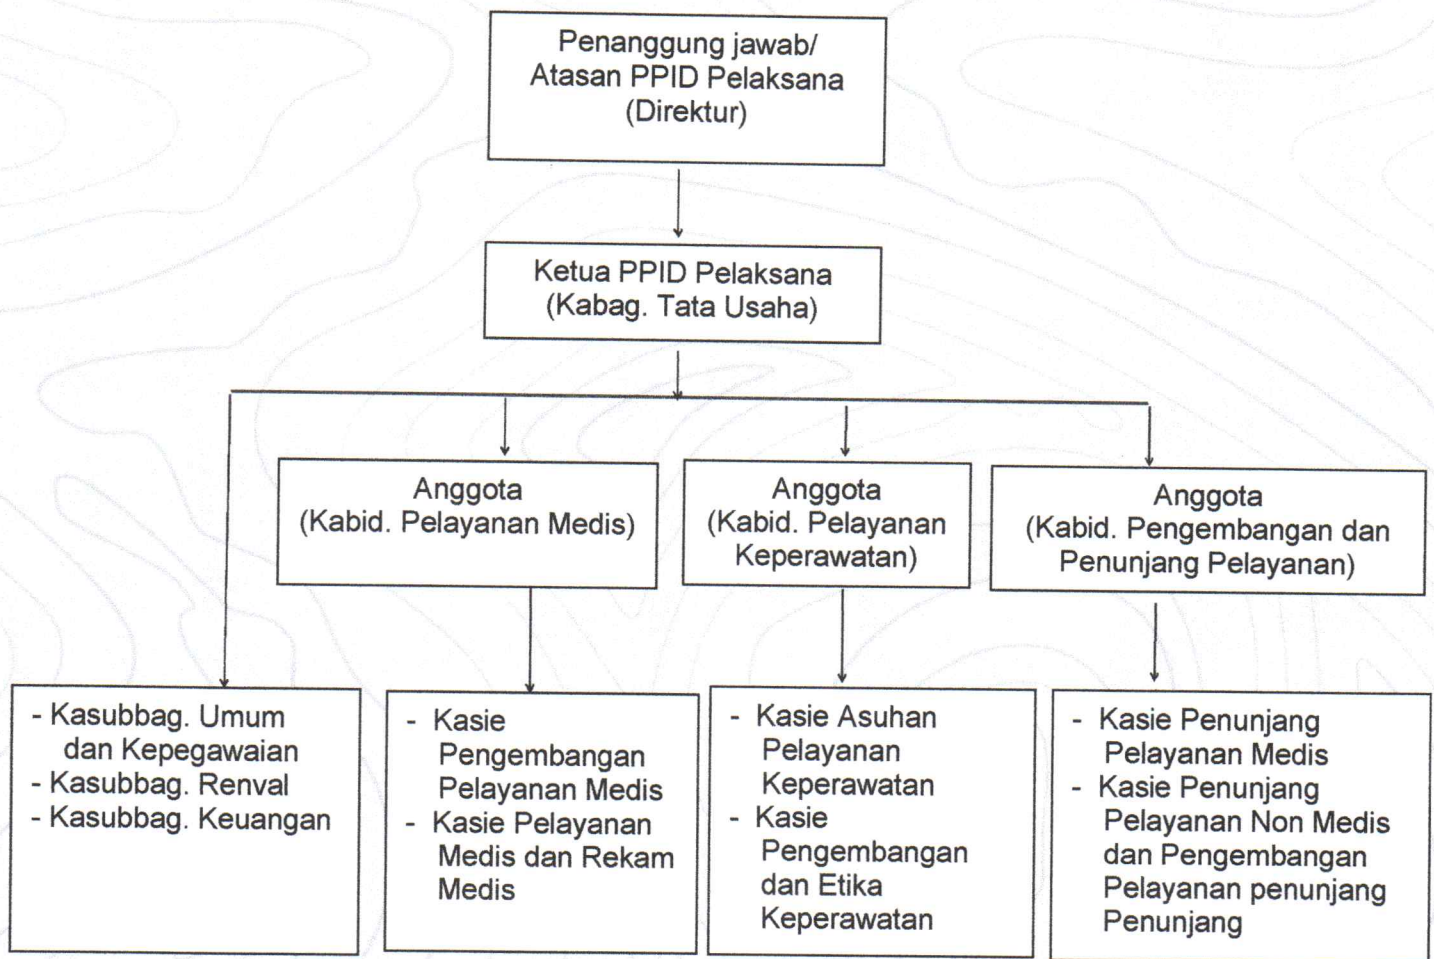 Penanggung jawab/
Atasan PPID Pelaksana
(Direktur)
Ketua PPID Pelaksana
(Kabag. Tata Usaha)
Anggota
(Kabid. Pelayanan Medis)
Anggota
(Kabid. Pelayanan
Keperawatan)
Anggota
(Kabid. Pengembangan dan
Penunjang Pelayanan)
- Kasubbag. Umum
dan Kepegawaian
- Kasubbag. Renval
- Kasubbag. Keuangan
- Kasie
Pengembangan
Pelayanan Medis
- Kasie Pelayanan
Medis dan Rekam
Medis
- Kasie Asuhan
Pelayanan
Keperawatan
- Kasie
Pengembangan
dan Etika
Keperawatan
- Kasie Penunjang
Pelayanan Medis
- Kasie Penunjang
Pelayanan Non Medis
dan Pengembangan
Pelayanan penunjang
Penunjang